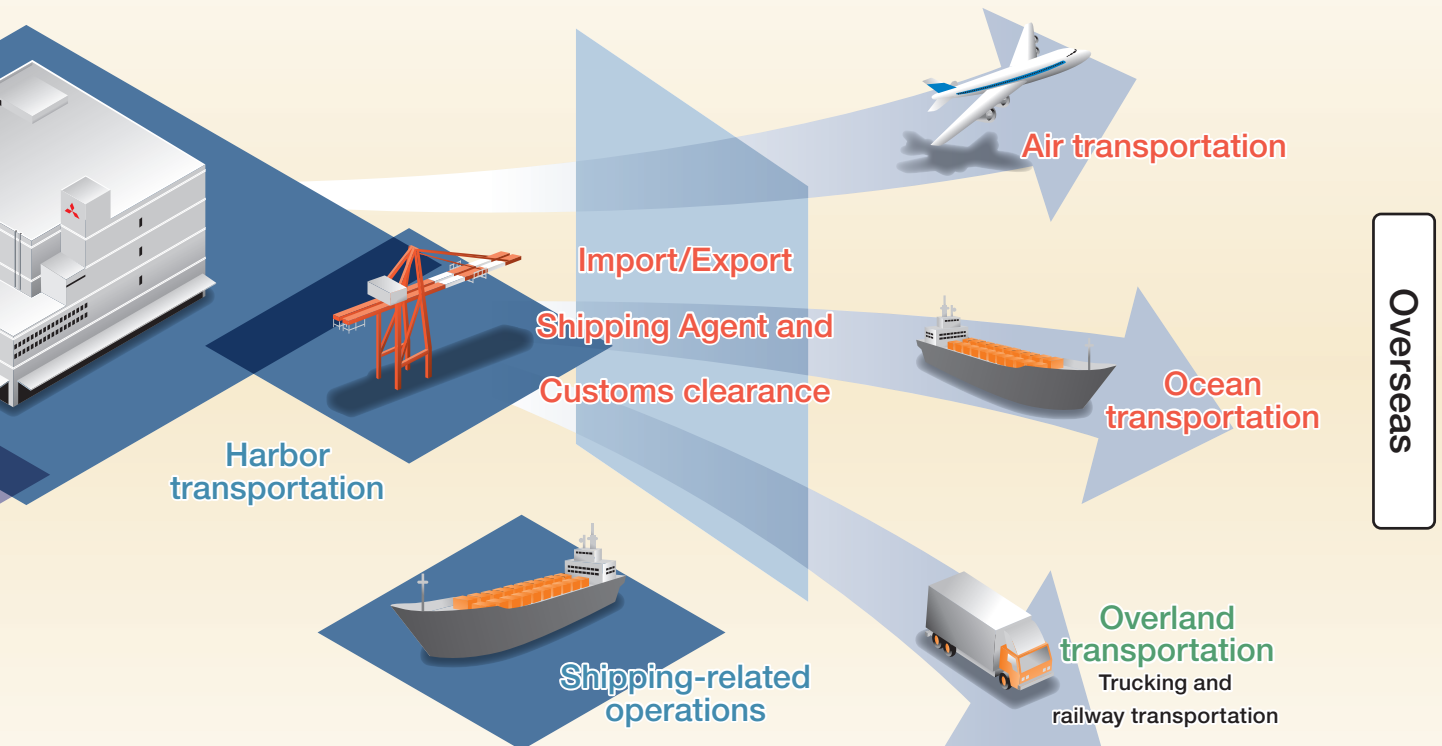 Air transportation
Import/Export
Shipping Agent and
Customs clearance
Ocean
transportation
Overseas
Harbor
transportation
Shipping-related
operations
Overland
transportation
Trucking and
railway transportation